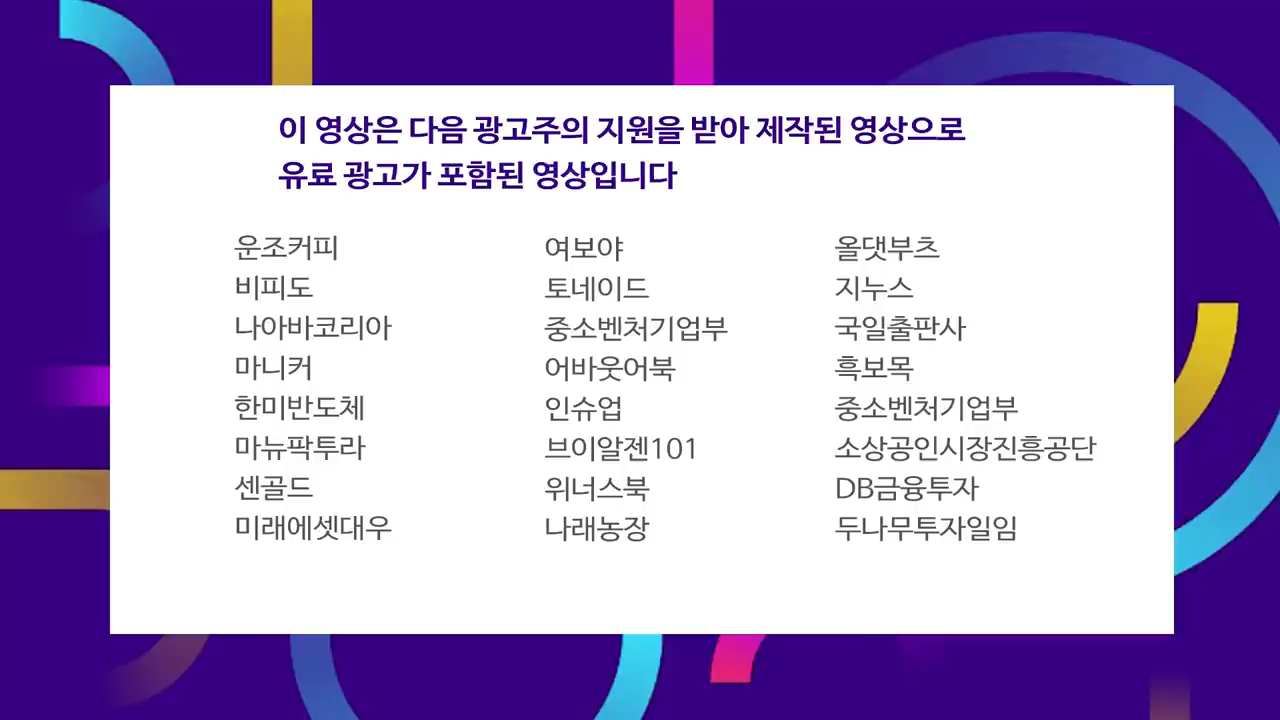 이 영상은 다음 광고주의 지원을 받아 제작된 영상으로
유료 광고가 포함된 영상입니다
운조커피 여보야 올댓부츠
비피도 토네이드 지누스
나아바코리아 중소벤처기업부 국일출판사
마니커 어바웃어북 흑보목
한미반도체 인슈업 중소벤처기업부
마뉴팍투라 브이알젠101 소상공인시장진흥공단
센골드 위너스북 DB금융투자
미래에셋대우 나래농장 두나무투자일임